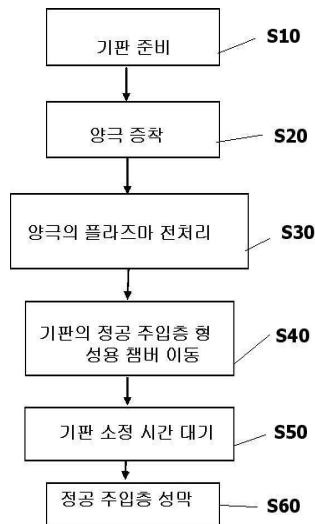 기판 준비
S10
양극 증착
S20
양극의 플라즈마 전처리
S30
기판의 정공 주입층 형
성용 챔버 이동
S40
기판 소정 시간 대기
S50
정공 주입층 성막
S60